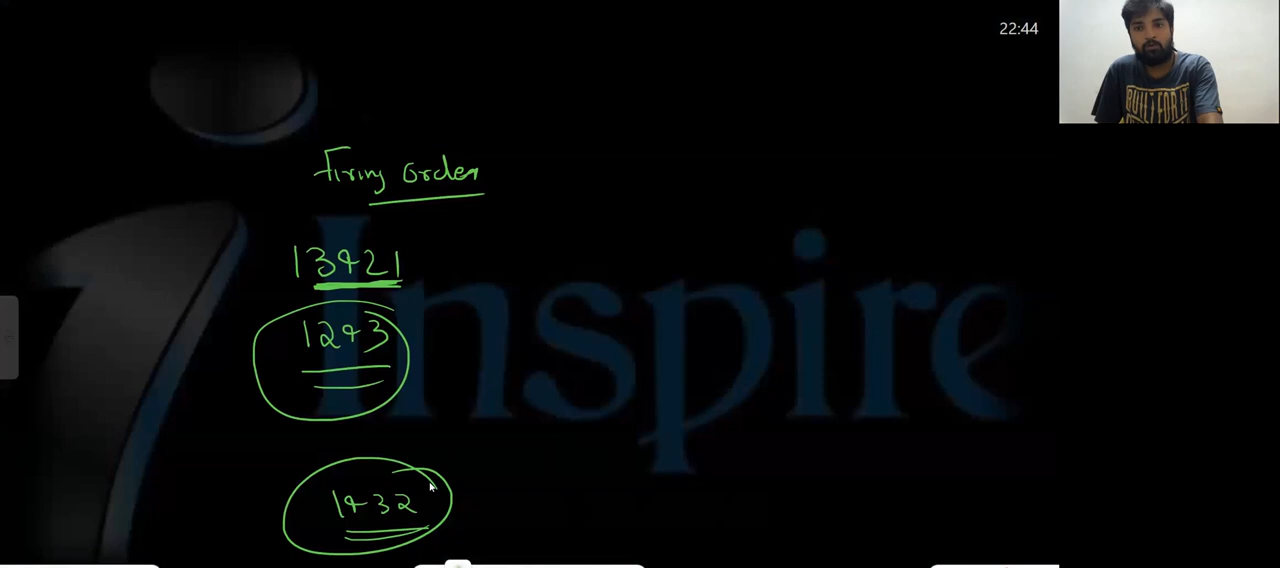 22:44
BUILT FOR IT
Firing order
13421
1243
1432
Inspire